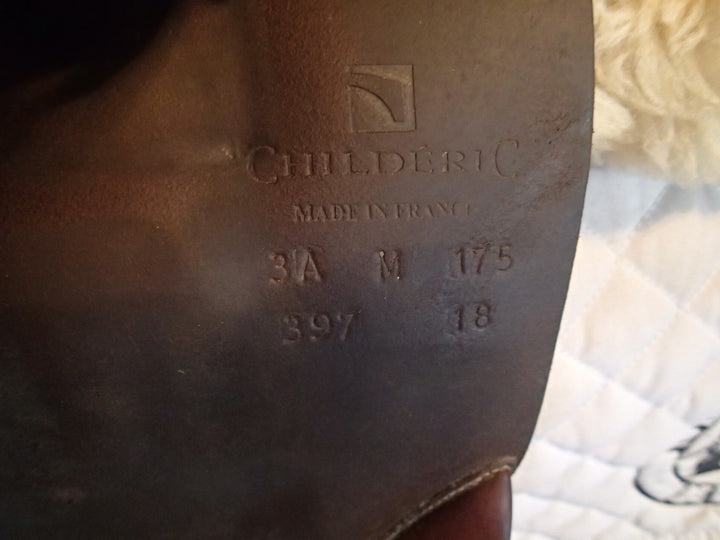 CHILDÉRIC
MADE IN FRANCE
3A M 175
397 18